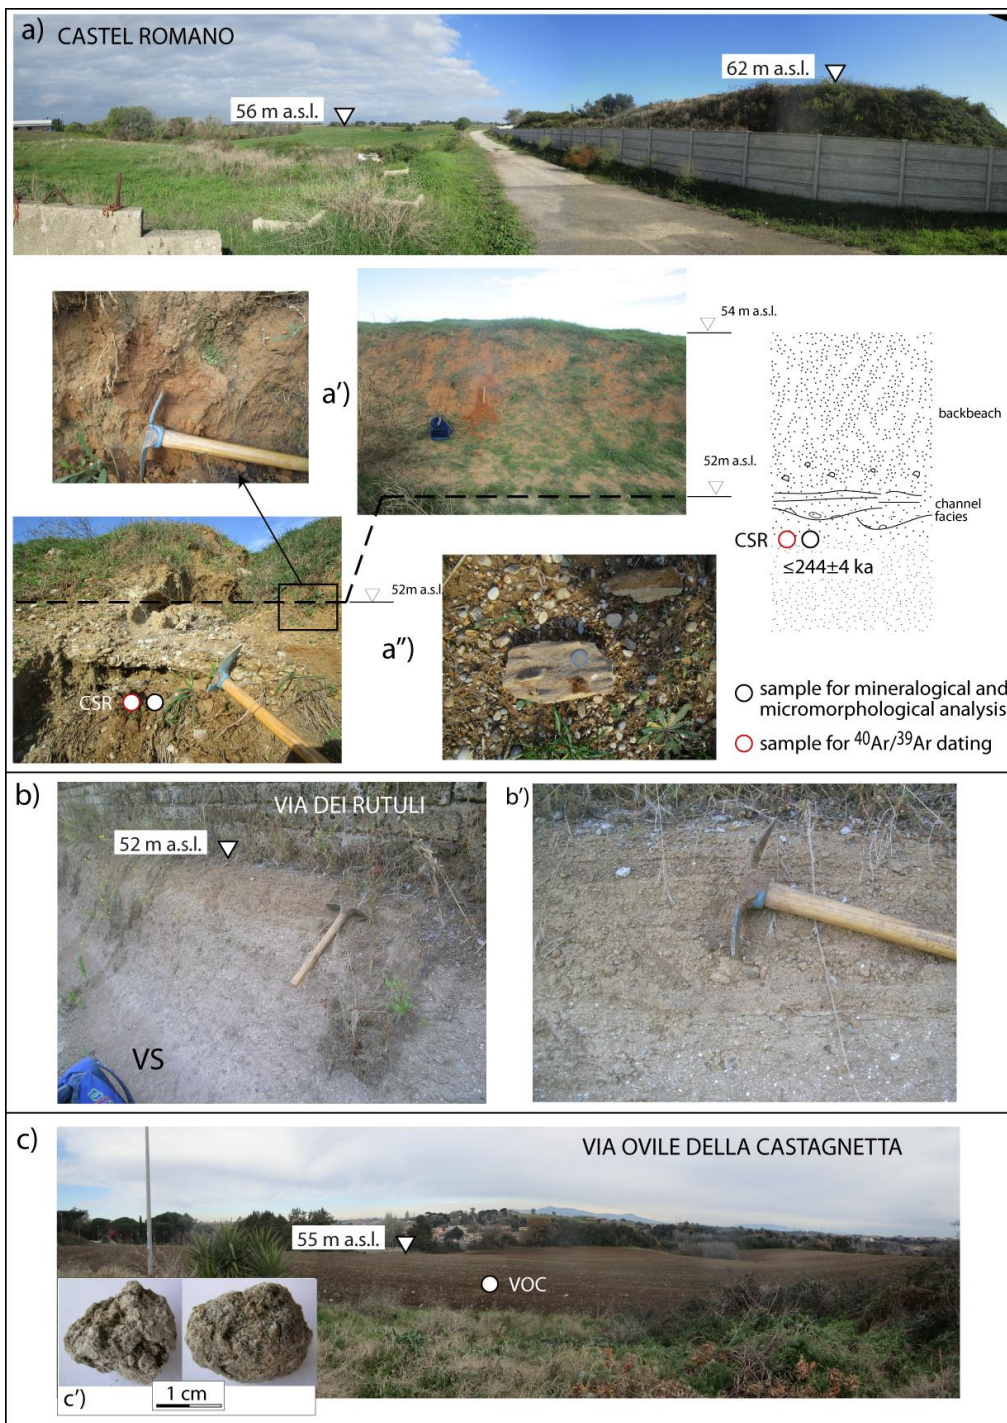 a) CASTEL ROMANO
62 m a.s.l.
56 m a.s.l.
54 m a.s.l.
a')
backbeach
52m a.s.l.
channel
facies
CSR
≤244±4 ka
52m a.s.l.
a'')
CSR
sample for mineralogical and
micromorphological analysis
sample for ⁴⁰Ar/³⁹Ar dating
b)
VIA DEI RUTULI
b')
52 m a.s.l.
VS
c)
VIA OVILE DELLA CASTAGNETTA
55 m a.s.l.
VOC
c')
1 cm